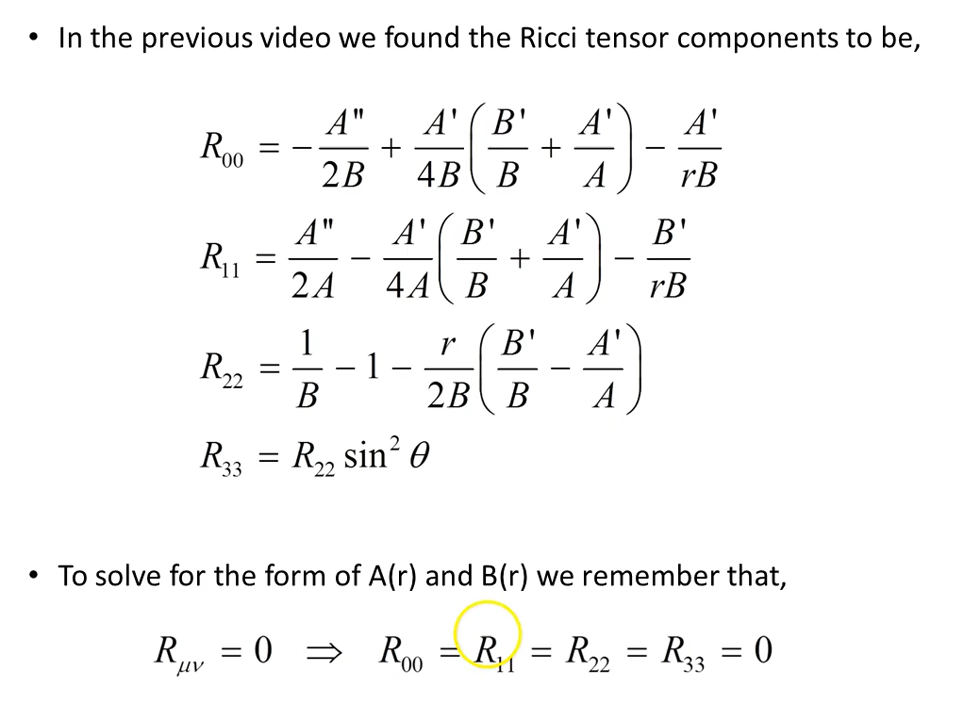 • In the previous video we found the Ricci tensor components to be,
R₀₀ = − A''/2B + A'/4B ( B'/B + A'/A ) − A'/rB
R₁₁ = A''/2A − A'/4A ( B'/B + A'/A ) − B'/rB
R₂₂ = 1/B − 1 − r/2B ( B'/B − A'/A )
R₃₃ = R₂₂ sin² θ
• To solve for the form of A(r) and B(r) we remember that,
R_μν = 0 ⇒ R₀₀ = R₁₁ = R₂₂ = R₃₃ = 0